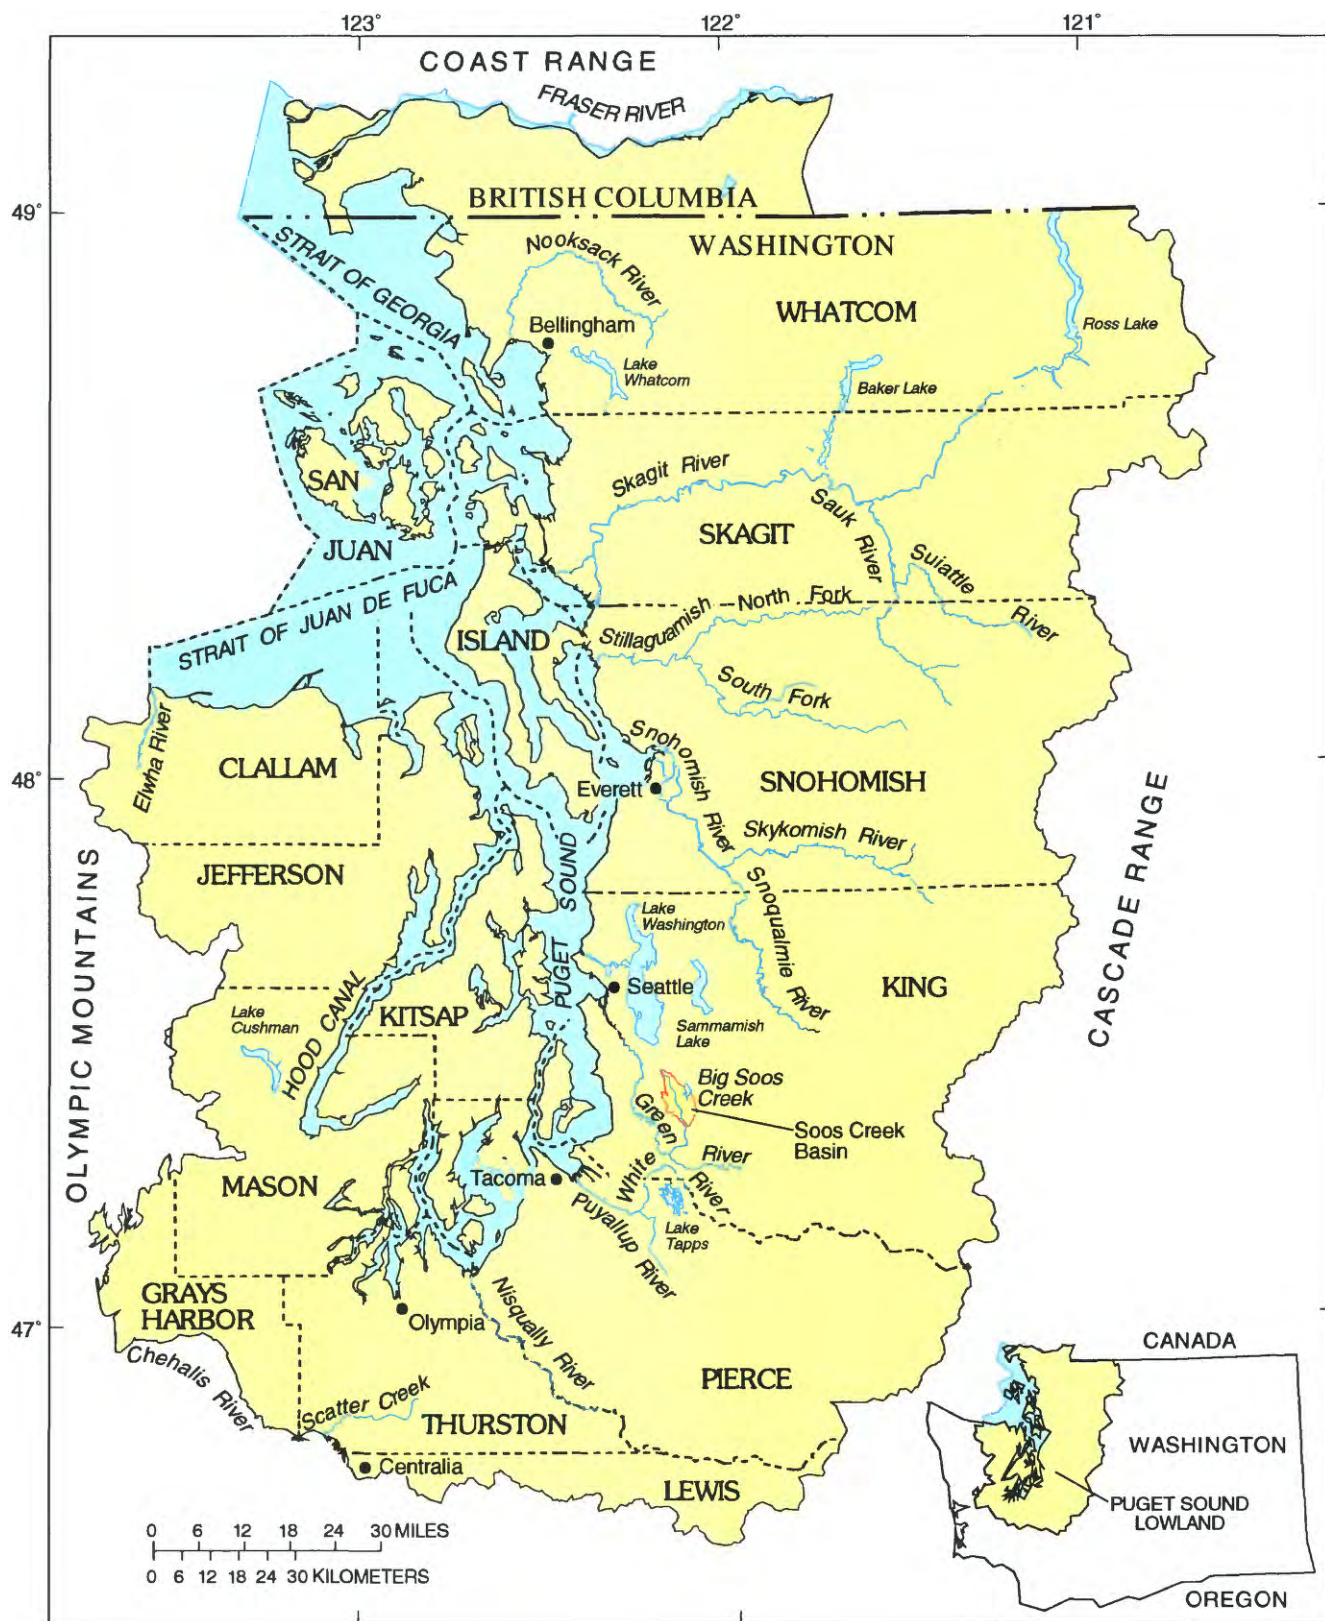 123° 122° 121°
COAST RANGE
FRASER RIVER
49°
BRITISH COLUMBIA
WASHINGTON
STRAIT OF GEORGIA
Nooksack River
WHATCOM
Ross Lake
Bellingham
Lake
Whatcom
Baker Lake
SAN
JUAN
Skagit River
SKAGIT
Sauk River
Suiattle River
STRAIT OF JUAN DE FUCA
ISLAND
Stillaguamish North Fork
South Fork
Elwha River
CLALLAM
48°
Snohomish River
Everett
SNOHOMISH
Skykomish River
JEFFERSON
PUGET SOUND
Snoqualmie River
Lake
Washington
OLYMPIC MOUNTAINS
CASCADE RANGE
HOOD CANAL
KITSAP
Seattle
KING
Lake
Cushman
Sammamish
Lake
Big Soos
Creek
Green River
Soos Creek
Basin
MASON
Tacoma
White River
Puyallup River
Lake
Tapps
GRAYS
HARBOR
47°
Olympia
Nisqually River
Chehalis River
Scatter Creek
PIERCE
THURSTON
Centralia
LEWIS
0 6 12 18 24 30 MILES
0 6 12 18 24 30 KILOMETERS
CANADA
WASHINGTON
PUGET SOUND
LOWLAND
OREGON